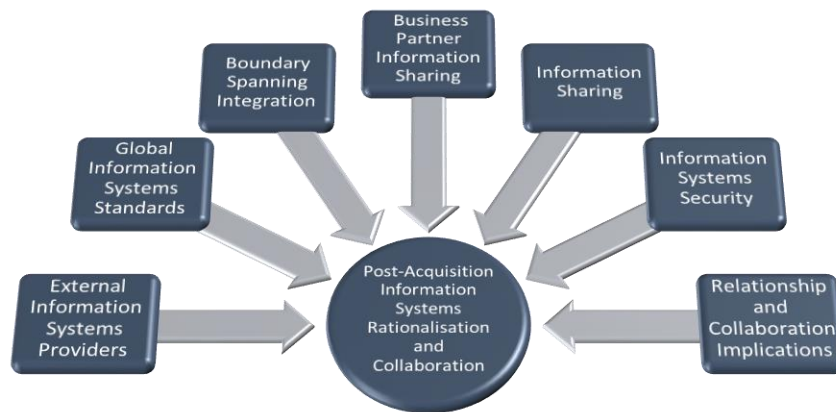 Business
Partner
Information
Sharing
Boundary
Spanning
Integration
Information
Sharing
Global
Information
Systems
Standards
Information
Systems
Security
External
Information
Systems
Providers
Post-Acquisition
Information
Systems
Rationalisation
and
Collaboration
Relationship
and
Collaboration
Implications